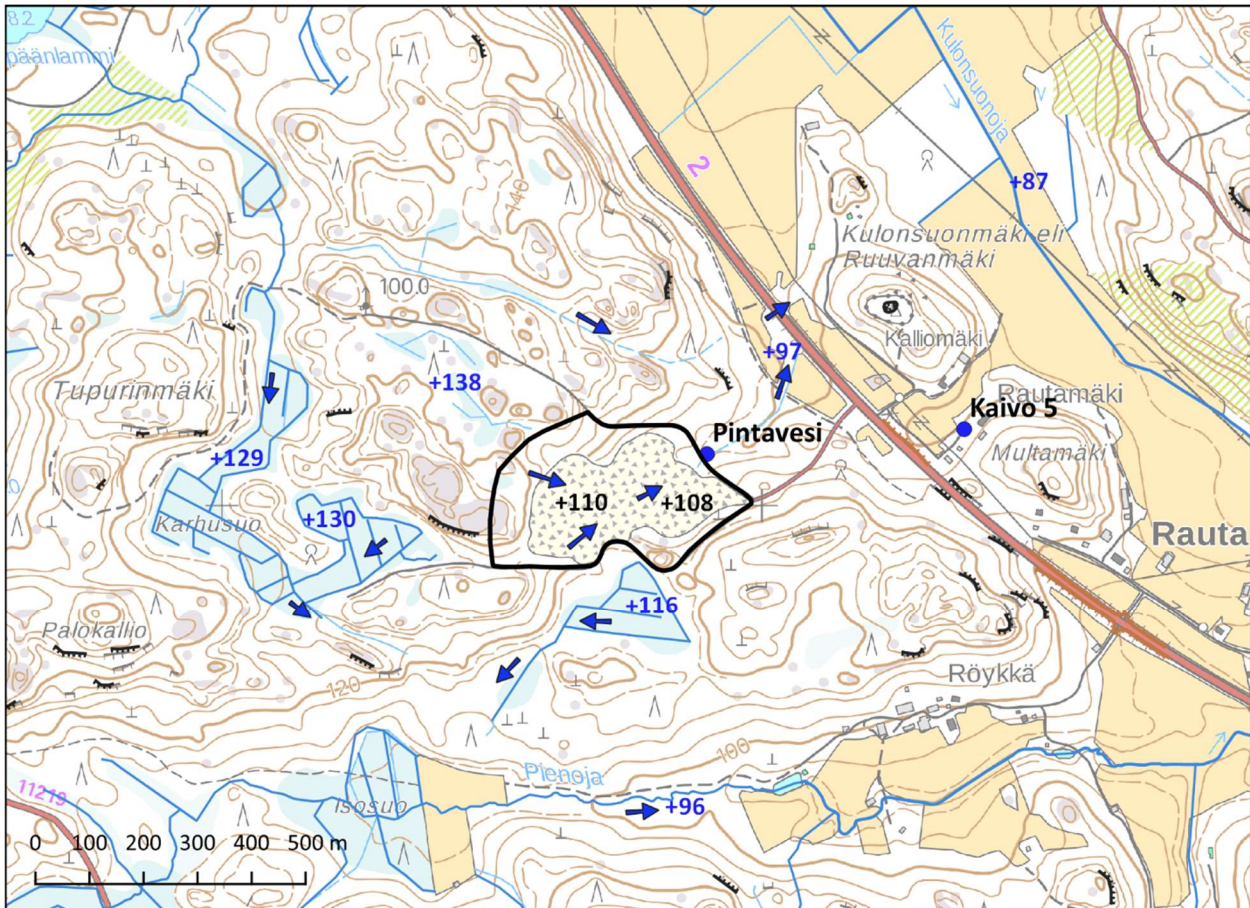 82
päänlammi
Kulonsuonoja
2
140
+87
Kulonsuonmäki eli
Ruuvanmäki
100.0
Kalliomäki
+97
+138
Tupurinmäki
Rautamäki
Kaivo 5
Pintavesi
Multamäki
+129
+110
+108
+130
Karhusuo
Rauta
+116
Palokallio
120
Röykkä
100
Pienoja
11219
Isosuo
+96
0 100 200 300 400 500 m